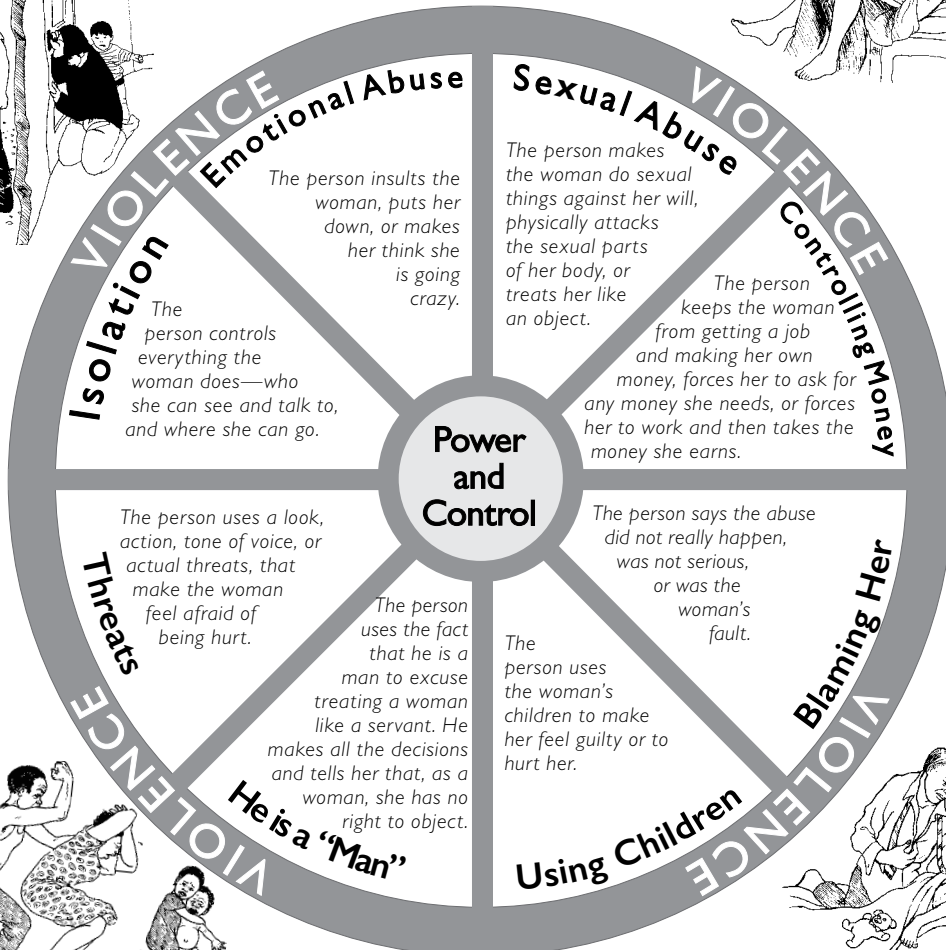 VIOLENCE
Emotional Abuse
The person insults the
woman, puts her
down, or makes
her think she
is going
crazy.
VIOLENCE
Sexual Abuse
The person makes
the woman do sexual
things against her will,
physically attacks
the sexual parts
of her body, or
treats her like
an object.
Controlling Money
The person
keeps the woman
from getting a job
and making her own
money, forces her to ask for
any money she needs, or forces
her to work and then takes the
money she earns.
Blaming Her
The person says the abuse
did not really happen,
was not serious,
or was the
woman’s
fault.
VIOLENCE
Using Children
The
person uses
the woman’s
children to make
her feel guilty or to
hurt her.
He is a “Man”
The person
uses the fact
that he is a
man to excuse
treating a woman
like a servant. He
makes all the decisions
and tells her that, as a
woman, she has no
right to object.
VIOLENCE
Threats
The person uses a look,
action, tone of voice, or
actual threats, that
make the woman
feel afraid of
being hurt.
Isolation
The
person controls
everything the
woman does—who
she can see and talk to,
and where she can go.
Power
and
Control